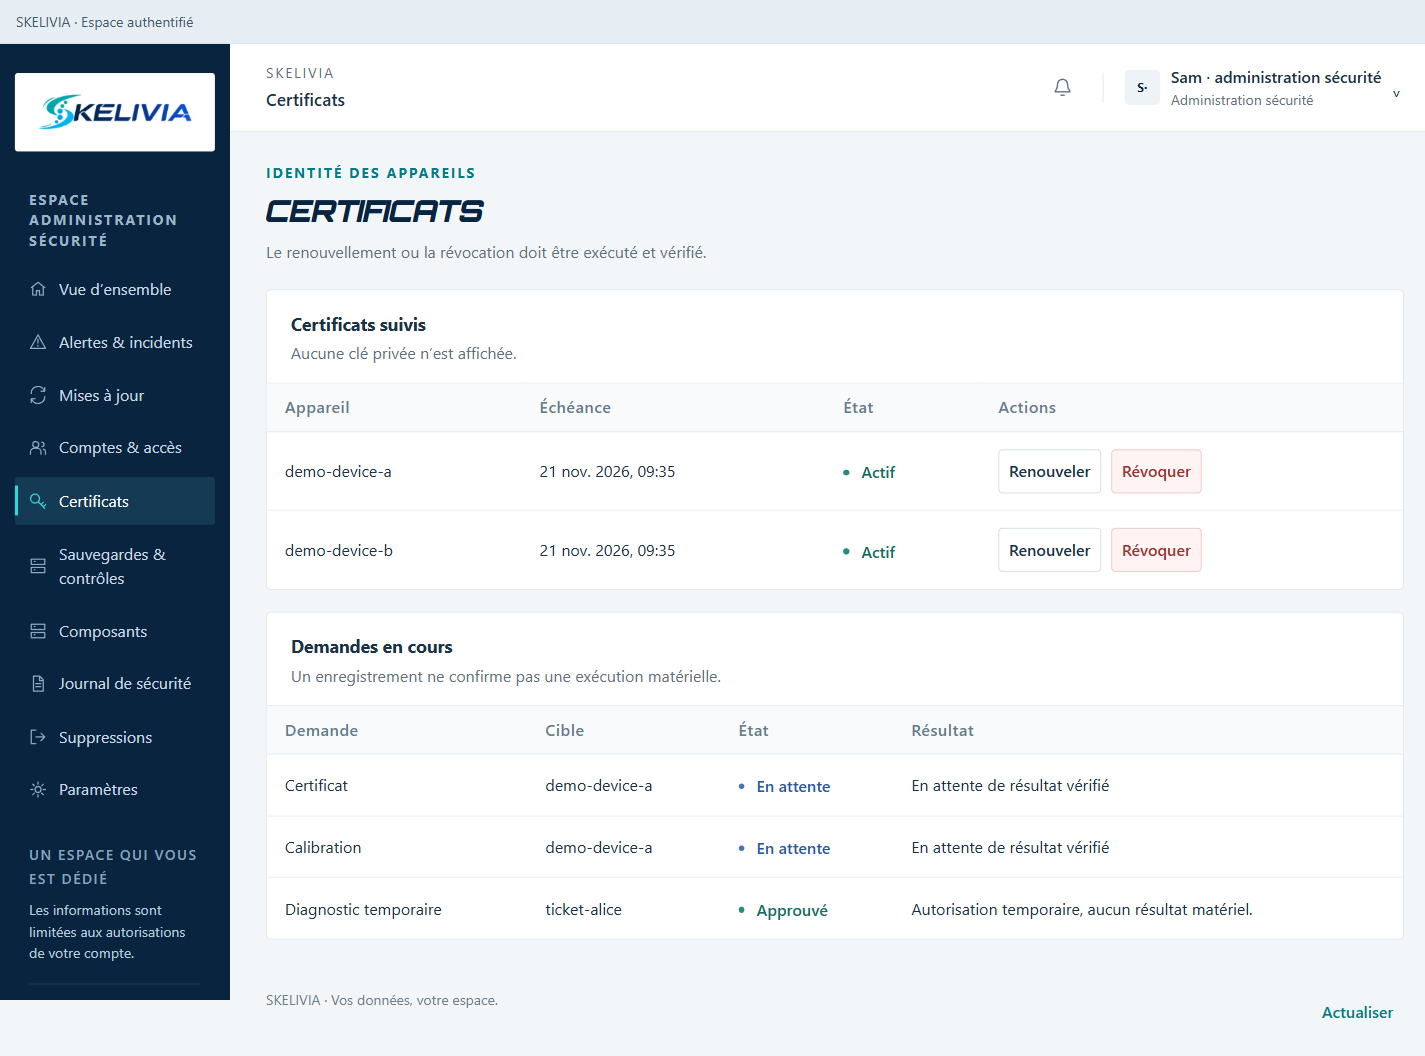 SKELIVIA · Espace authentifié
SKELIVIA
ESPACE
ADMINISTRATION
SÉCURITÉ
Vue d’ensemble
Alertes & incidents
Mises à jour
Comptes & accès
Certificats
Sauvegardes &
contrôles
Composants
Journal de sécurité
Suppressions
Paramètres
UN ESPACE QUI VOUS
EST DÉDIÉ
Les informations sont
limitées aux autorisations
de votre compte.
SKELIVIA
Certificats
S·
Sam · administration sécurité
Administration sécurité
v
IDENTITÉ DES APPAREILS
CERTIFICATS
Le renouvellement ou la révocation doit être exécuté et vérifié.
Certificats suivis
Aucune clé privée n’est affichée.
Appareil Échéance État Actions
demo-device-a 21 nov. 2026, 09:35 Actif Renouveler Révoquer
demo-device-b 21 nov. 2026, 09:35 Actif Renouveler Révoquer
Demandes en cours
Un enregistrement ne confirme pas une exécution matérielle.
Demande Cible État Résultat
Certificat demo-device-a En attente En attente de résultat vérifié
Calibration demo-device-a En attente En attente de résultat vérifié
Diagnostic temporaire ticket-alice Approuvé Autorisation temporaire, aucun résultat matériel.
SKELIVIA · Vos données, votre espace.
Actualiser